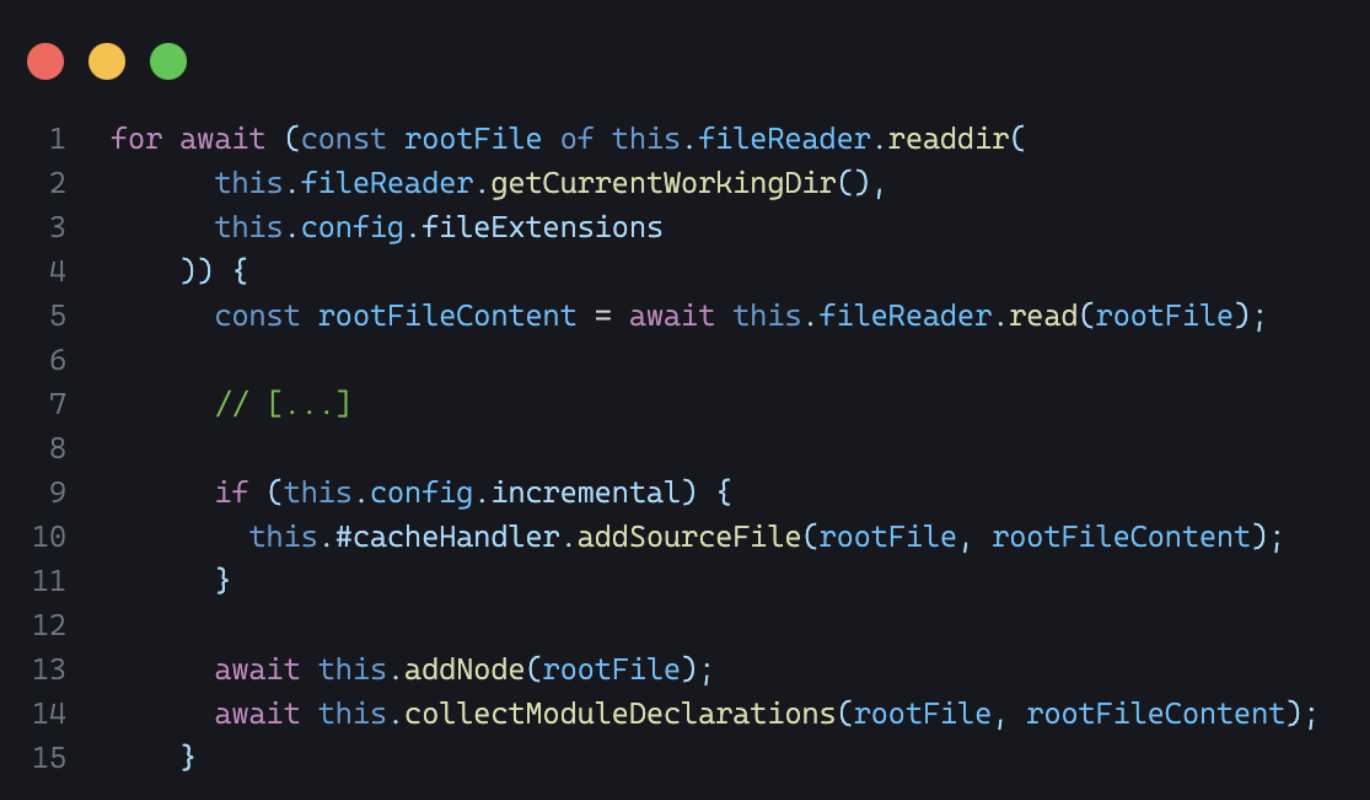 1 for await (const rootFile of this.fileReader.readdir(
2 this.fileReader.getCurrentWorkingDir(),
3 this.config.fileExtensions
4 )) {
5 const rootFileContent = await this.fileReader.read(rootFile);
6
7 // [...]
8
9 if (this.config.incremental) {
10 this.#cacheHandler.addSourceFile(rootFile, rootFileContent);
11 }
12
13 await this.addNode(rootFile);
14 await this.collectModuleDeclarations(rootFile, rootFileContent);
15 }